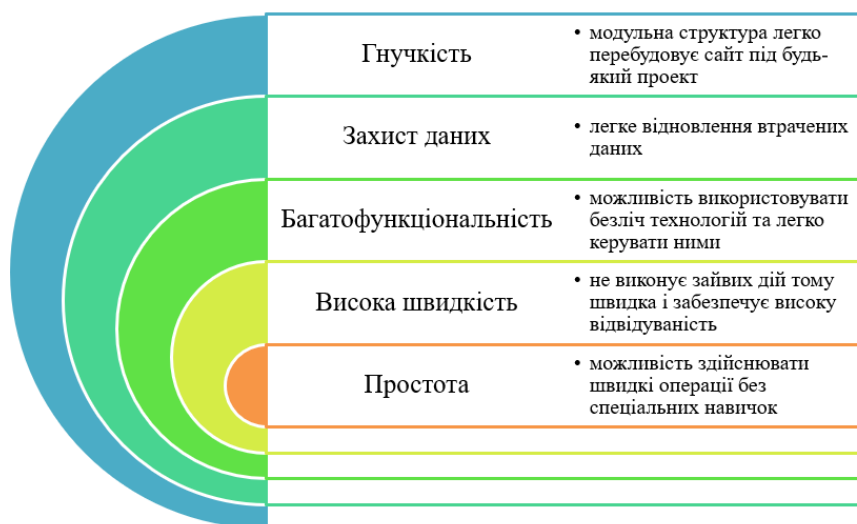 Гнучкість
• модульна структура легко
перебудовує сайт під будь-
який проект
Захист даних
• легке відновлення втрачених
даних
Багатофункціональність
• можливість використовувати
безліч технологій та легко
керувати ними
Висока швидкість
• не виконує зайвих дій тому
швидка і забезпечує високу
відвідуваність
Простота
• можливість здійснювати
швидкі операції без
спеціальних навичок